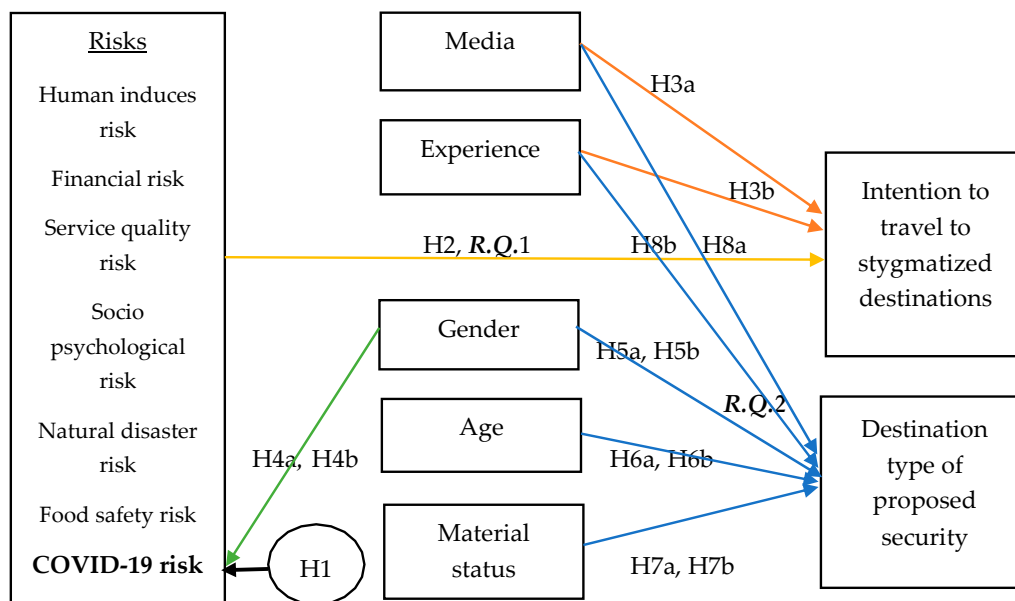 Risks
Human induces
risk
Financial risk
Service quality
risk
Socio
psychological
risk
Natural disaster
risk
Food safety risk
COVID-19 risk
H1
Media
Experience
Gender
Age
Material
status
H3a
H3b
H2, R.Q.1
H8b
H8a
H5a, H5b
R.Q.2
H4a, H4b
H6a, H6b
H7a, H7b
Intention to
travel to
stygmatized
destinations
Destination
type of
proposed
security